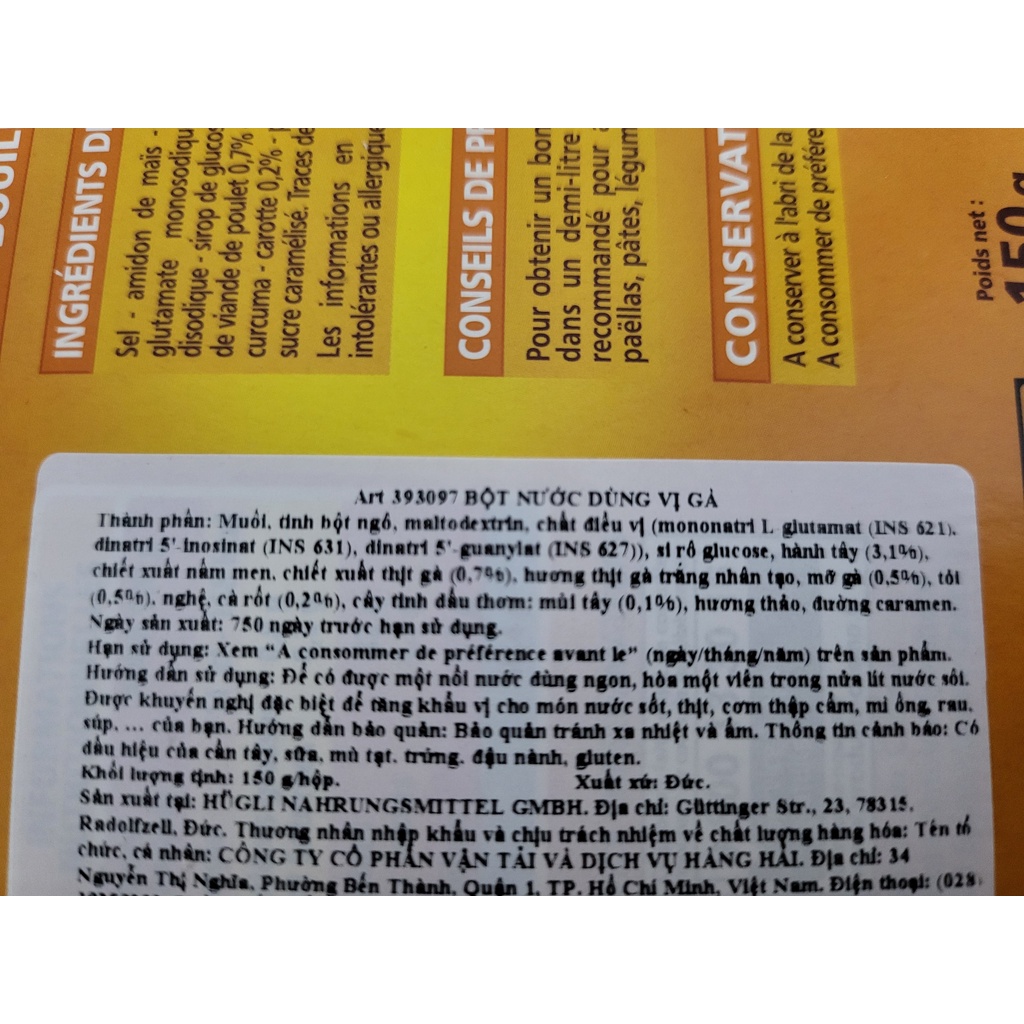 INGRÉDIENTS
Sel - amidon de maïs -
glutamate monosodiqu
disodique - sirop de glucos
de viande de poulet 0,7%
curcuma - carotte 0,2% -
sucre caramélisé. Traces de
Les informations en
intolérantes ou allergique
CONSEILS DE PR
Pour obtenir un bon
dans un demi-litre
recommandé pour
paëllas, pâtes, légum
CONSERVAT
A conserver à l'abri de la
A consommer de préfére
Poids net :
150 g
Art 393097 BỘT NƯỚC DÙNG VỊ GÀ
Thành phần: Muối, tinh bột ngô, maltodextrin, chất điều vị (mononatri L glutamat (INS 621),
dinatri 5'-inosinat (INS 631), dinatri 5'-guanylat (INS 627)), si rô glucose, hành tây (3,1%),
chiết xuất nấm men, chiết xuất thịt gà (0,7%), hương thịt gà trắng nhân tạo, mỡ gà (0,5%), tỏi
(0,5%), nghệ, cà rốt (0,2%), cây tinh dầu thơm: mùi tây (0,1%), hương thảo, đường caramen.
Ngày sản xuất: 750 ngày trước hạn sử dụng.
Hạn sử dụng: Xem "A consommer de préférence avant le" (ngày/tháng/năm) trên sản phẩm.
Hướng dẫn sử dụng: Để có được một nồi nước dùng ngon, hòa một viên trong nửa lít nước sôi.
Được khuyến nghị đặc biệt để tăng khẩu vị cho món nước sốt, thịt, cơm thập cẩm, mì ống, rau,
súp, ... của bạn. Hướng dẫn bảo quản: Bảo quản tránh xa nhiệt và ẩm. Thông tin cảnh báo: Có
dấu hiệu của cần tây, sữa, mù tạt, trứng, đậu nành, gluten.
Khối lượng tịnh: 150 g/hộp. Xuất xứ: Đức.
Sản xuất tại: HÜGLI NAHRUNGSMITTEL GMBH. Địa chỉ: Güttinger Str., 23, 78315,
Radolfzell, Đức. Thương nhân nhập khẩu và chịu trách nhiệm về chất lượng hàng hóa: Tên tổ
chức, cá nhân: CÔNG TY CỔ PHẦN VẬN TẢI VÀ DỊCH VỤ HÀNG HẢI. Địa chỉ: 34
Nguyễn Thị Nghĩa, Phường Bến Thành, Quận 1, TP. Hồ Chí Minh, Việt Nam. Điện thoại: (028)